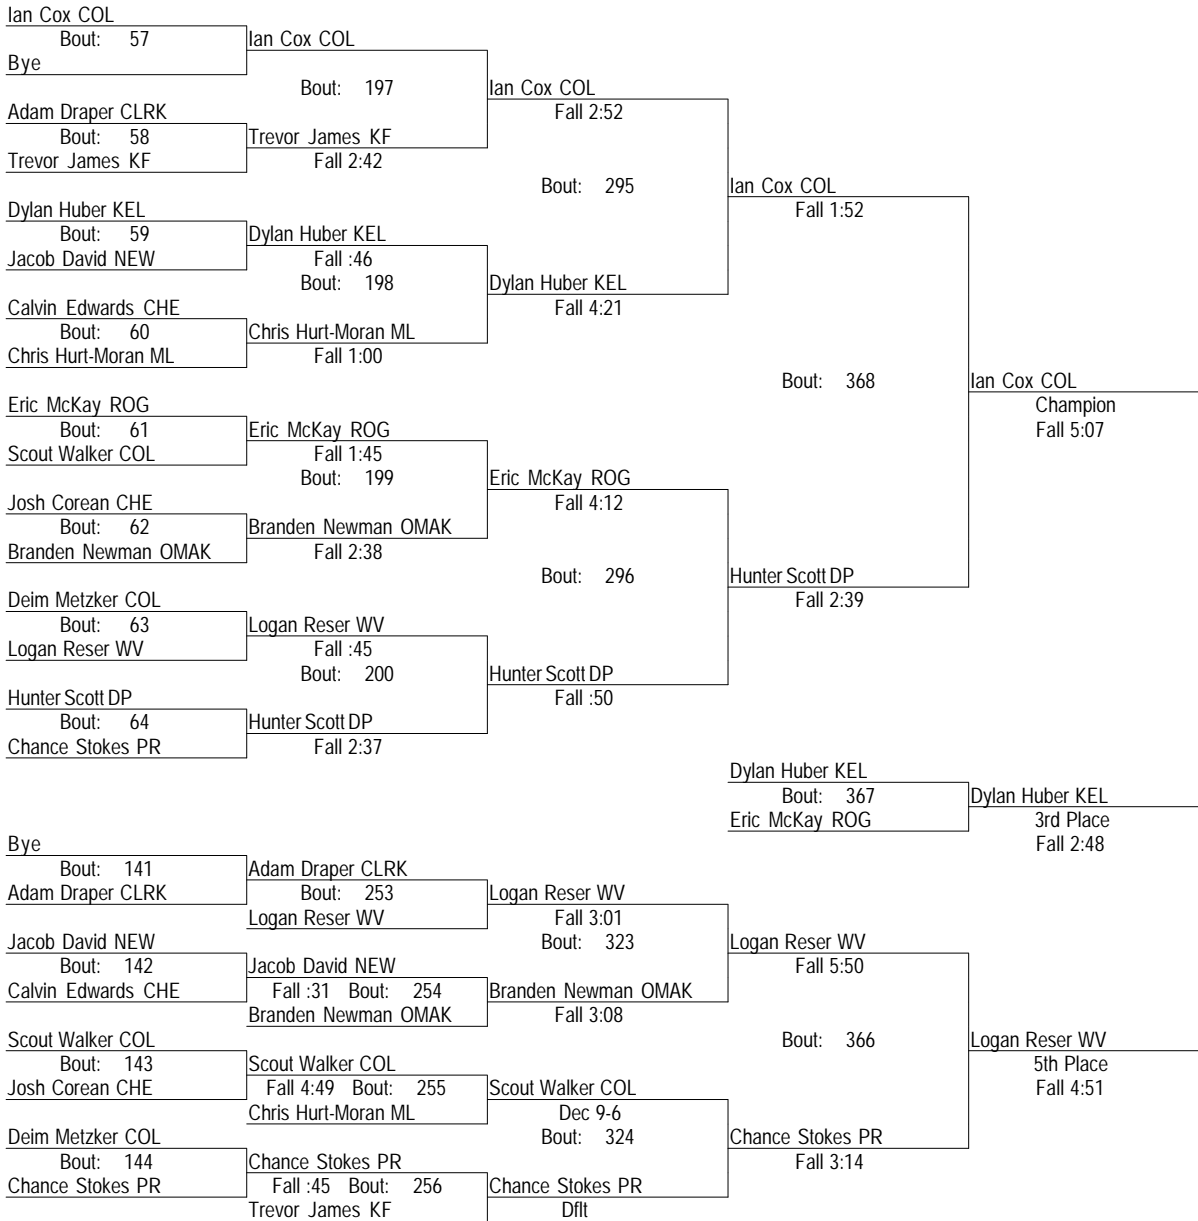 Ian Cox COL
Bout: 57 Ian Cox COL
Bye
Bout: 197 Ian Cox COL
Adam Draper CLRK Fall 2:52
Bout: 58 Trevor James KF
Trevor James KF Fall 2:42
Bout: 295 Ian Cox COL
Dylan Huber KEL Fall 1:52
Bout: 59 Dylan Huber KEL
Jacob David NEW Fall :46
Bout: 198 Dylan Huber KEL
Calvin Edwards CHE Fall 4:21
Bout: 60 Chris Hurt-Moran ML
Chris Hurt-Moran ML Fall 1:00
Bout: 368 Ian Cox COL
Eric McKay ROG Champion
Bout: 61 Eric McKay ROG Fall 5:07
Scout Walker COL Fall 1:45
Bout: 199 Eric McKay ROG
Josh Corean CHE Fall 4:12
Bout: 62 Branden Newman OMAK
Branden Newman OMAK Fall 2:38
Bout: 296 Hunter Scott DP
Deim Metzker COL Fall 2:39
Bout: 63 Logan Reser WV
Logan Reser WV Fall :45
Bout: 200 Hunter Scott DP
Hunter Scott DP Fall :50
Bout: 64 Hunter Scott DP
Chance Stokes PR Fall 2:37
Dylan Huber KEL
Bout: 367 Dylan Huber KEL
Eric McKay ROG 3rd Place
Bye Fall 2:48
Bout: 141 Adam Draper CLRK
Adam Draper CLRK Bout: 253 Logan Reser WV
Logan Reser WV Fall 3:01
Jacob David NEW Bout: 323 Logan Reser WV
Bout: 142 Jacob David NEW Fall 5:50
Calvin Edwards CHE Fall :31 Bout: 254 Branden Newman OMAK
Branden Newman OMAK Fall 3:08
Scout Walker COL Bout: 366 Logan Reser WV
Bout: 143 Scout Walker COL 5th Place
Josh Corean CHE Fall 4:49 Bout: 255 Scout Walker COL Fall 4:51
Chris Hurt-Moran ML Dec 9-6
Deim Metzker COL Bout: 324 Chance Stokes PR
Bout: 144 Chance Stokes PR Fall 3:14
Chance Stokes PR Fall :45 Bout: 256 Chance Stokes PR
Trevor James KF Dflt